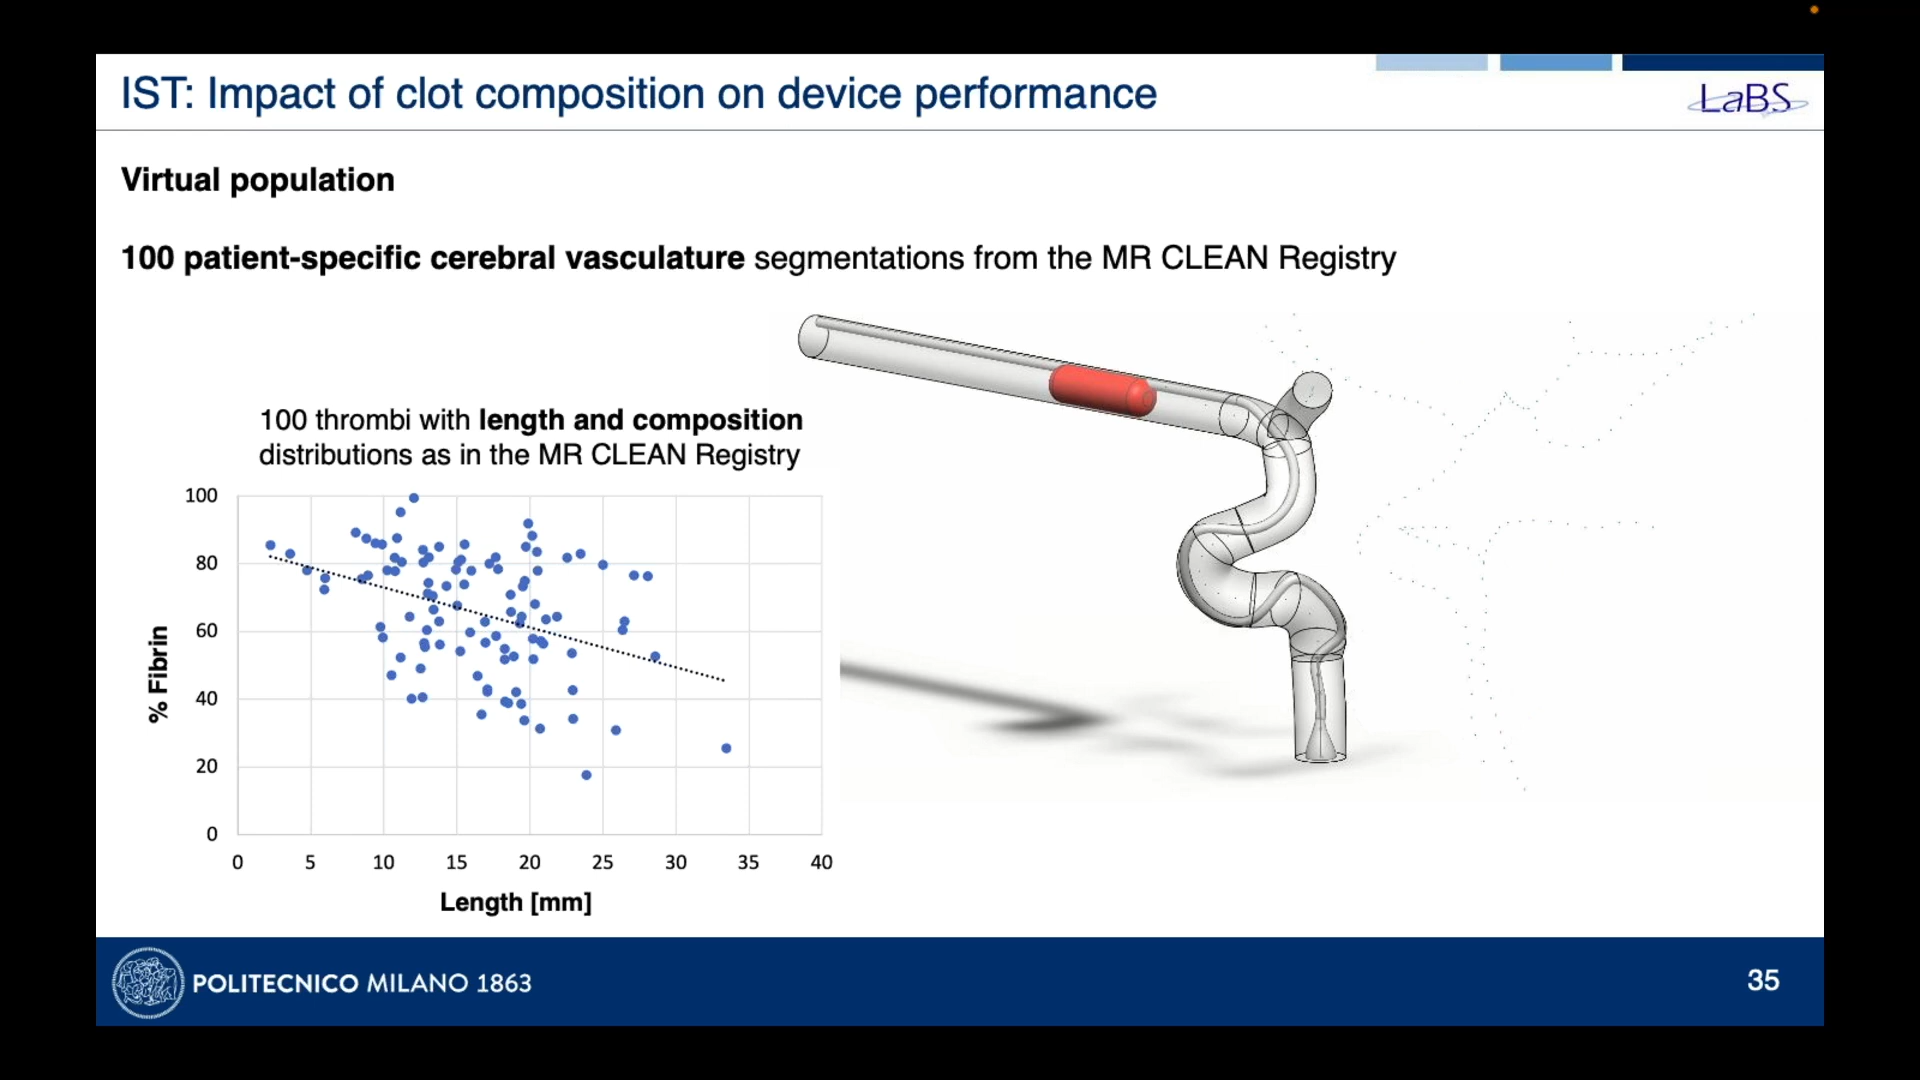 IST: Impact of clot composition on device performance
LaBS
Virtual population
100 patient-specific cerebral vasculature segmentations from the MR CLEAN Registry
100 thrombi with length and composition
distributions as in the MR CLEAN Registry
100
80
60
40
20
0
% Fibrin
0 5 10 15 20 25 30 35 40
Length [mm]
POLITECNICO MILANO 1863
35